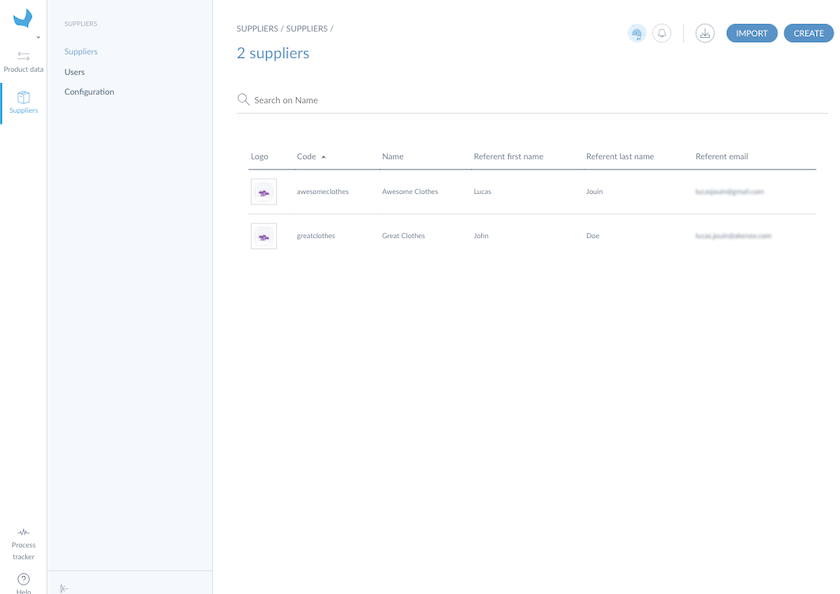 SUPPLIERS / SUPPLIERS /
IMPORT
CREATE
2 suppliers
Search on Name
Product data
Suppliers
SUPPLIERS
Suppliers
Users
Configuration
Logo Code Name Referent first name Referent last name Referent email
awesomeclothes Awesome Clothes Lucas Jouin
greatclothes Great Clothes John Doe
Process
tracker
Help